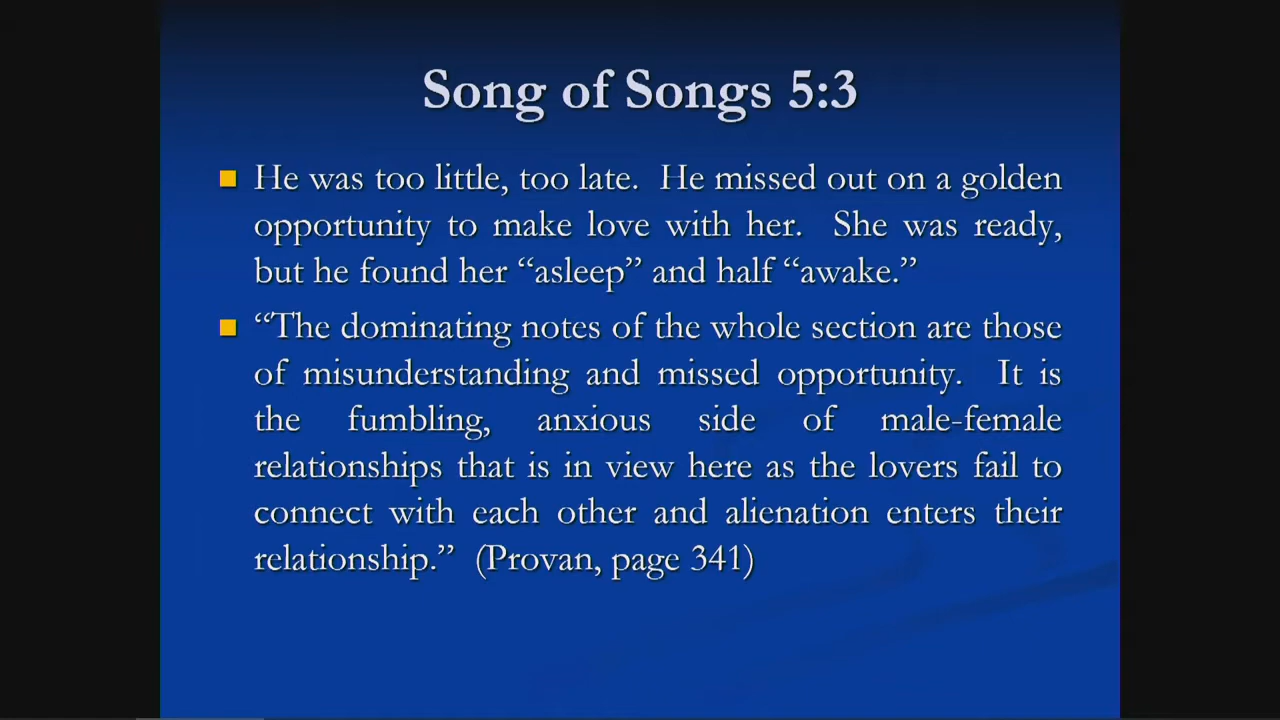 Song of Songs 5:3
He was too little, too late. He missed out on a golden
opportunity to make love with her. She was ready,
but he found her “asleep” and half “awake.”
“The dominating notes of the whole section are those
of misunderstanding and missed opportunity. It is
the fumbling, anxious side of male-female
relationships that is in view here as the lovers fail to
connect with each other and alienation enters their
relationship.” (Provan, page 341)